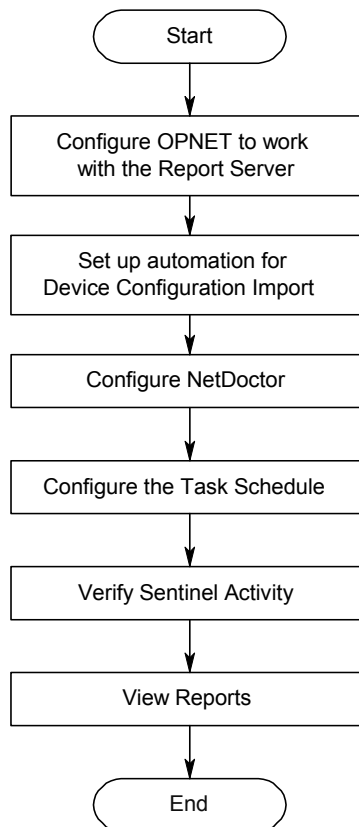 Start
Configure OPNET to work
with the Report Server
Set up automation for
Device Configuration Import
Configure NetDoctor
Configure the Task Schedule
Verify Sentinel Activity
View Reports
End